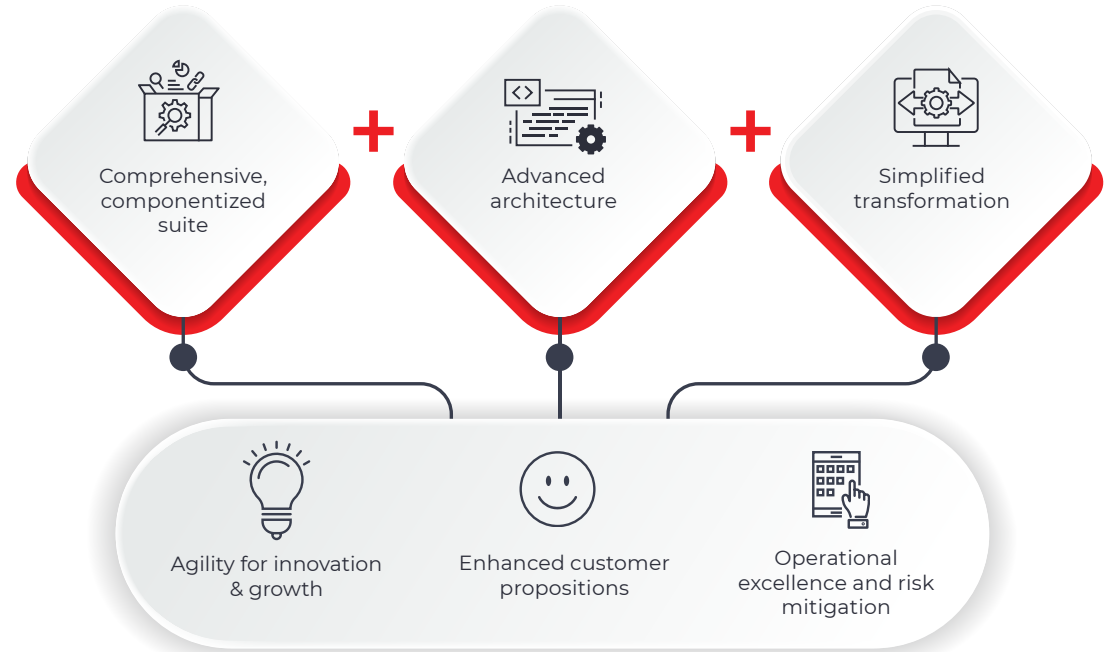 Comprehensive,
componentized
suite
Advanced
architecture
Simplified
transformation
Agility for innovation
& growth
Enhanced customer
propositions
Operational
excellence and risk
mitigation